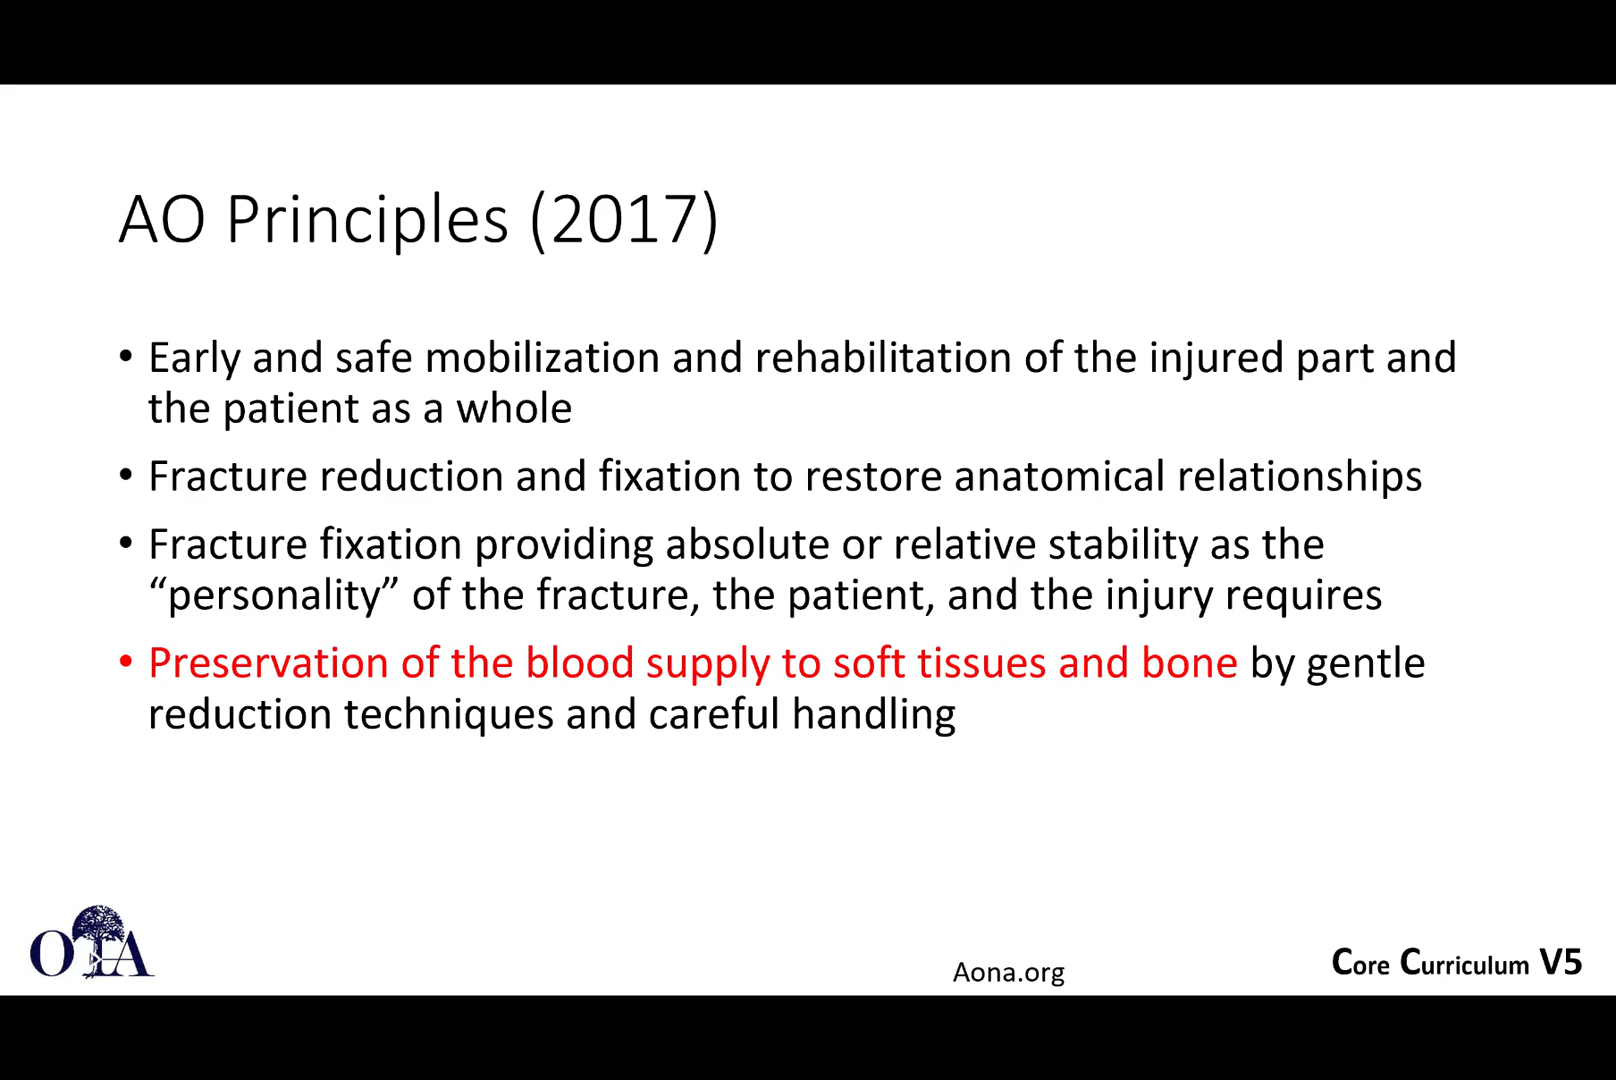 AO Principles (2017)
• Early and safe mobilization and rehabilitation of the injured part and
the patient as a whole
• Fracture reduction and fixation to restore anatomical relationships
• Fracture fixation providing absolute or relative stability as the
“personality” of the fracture, the patient, and the injury requires
• Preservation of the blood supply to soft tissues and bone by gentle
reduction techniques and careful handling
OTA
Aona.org
Core Curriculum V5